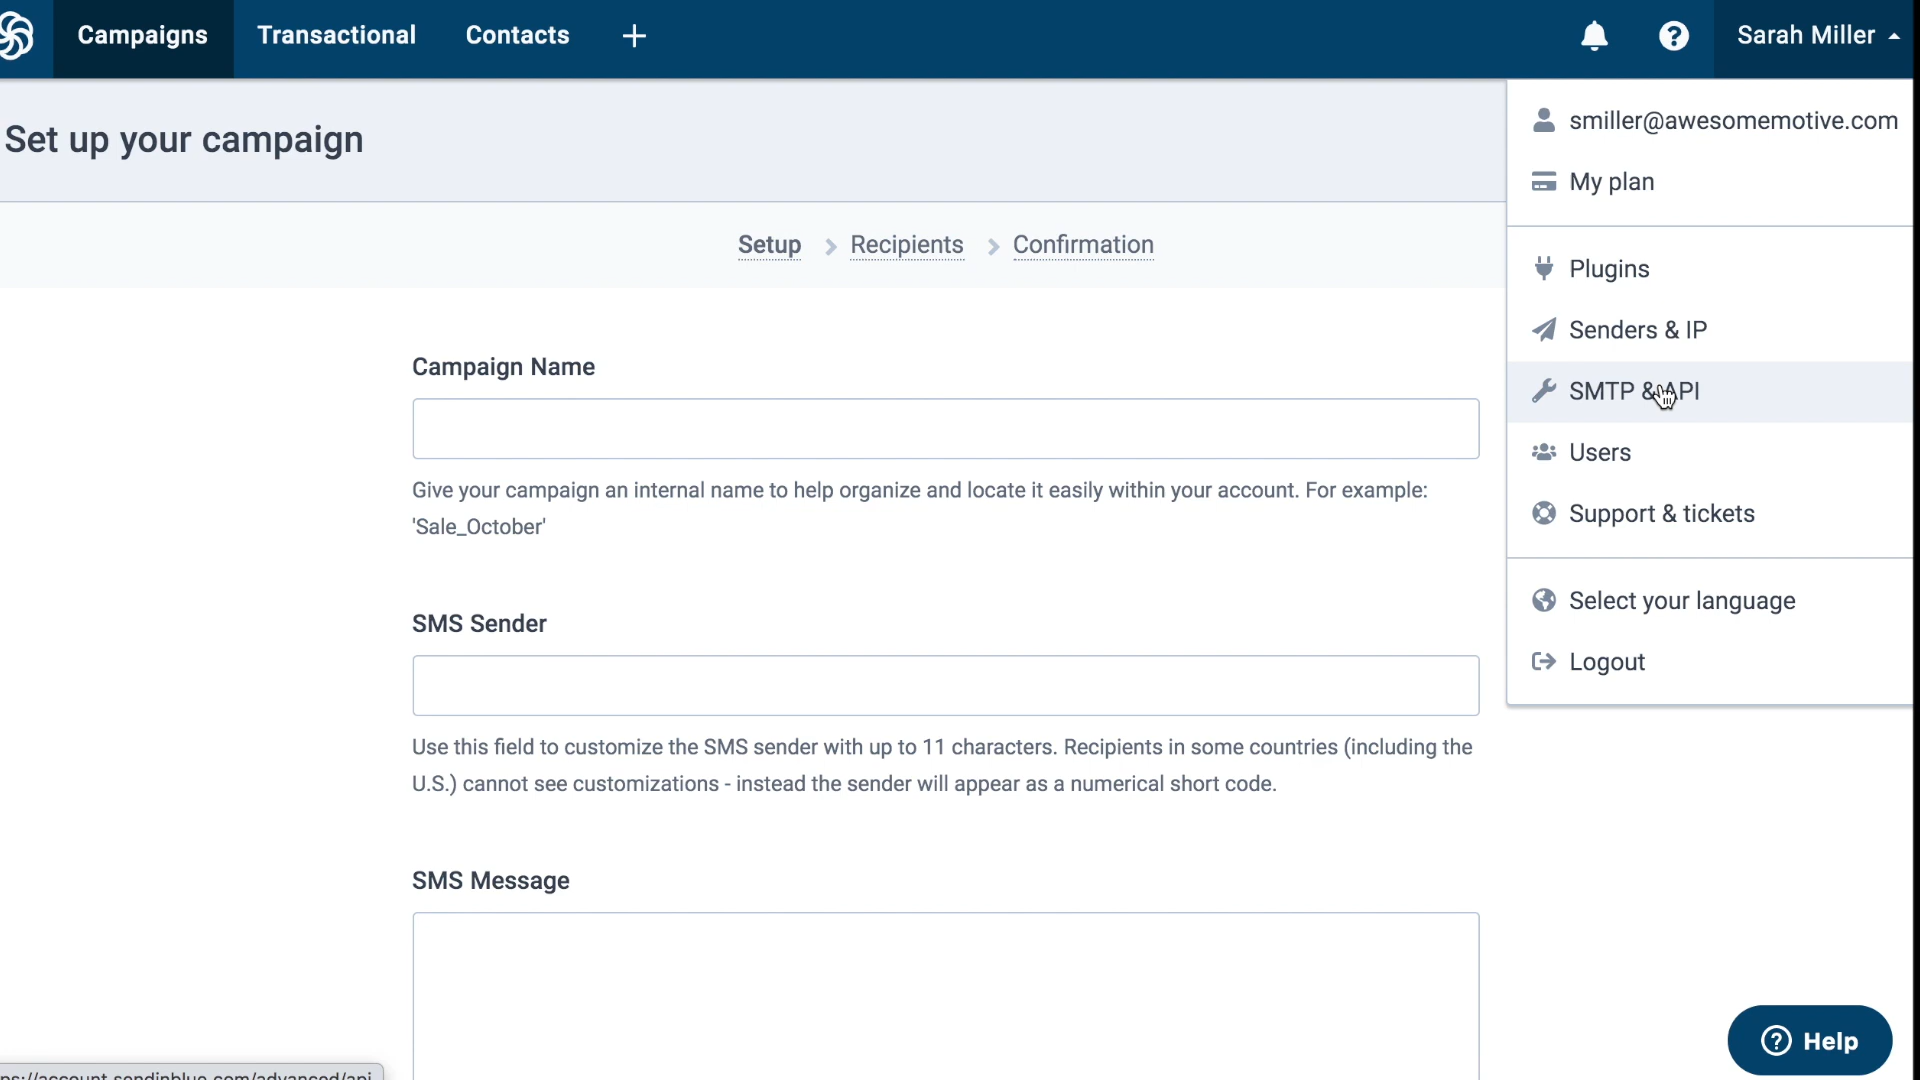 Campaigns Transactional Contacts + Sarah Miller
smiller@awesomemotive.com
My plan
Plugins
Senders & IP
SMTP & API
Users
Support & tickets
Select your language
Logout
Set up your campaign
Setup > Recipients > Confirmation
Campaign Name
Give your campaign an internal name to help organize and locate it easily within your account. For example:
'Sale_October'
SMS Sender
Use this field to customize the SMS sender with up to 11 characters. Recipients in some countries (including the
U.S.) cannot see customizations - instead the sender will appear as a numerical short code.
SMS Message
? Help
ps://account.sendinblue.com/advanced/api